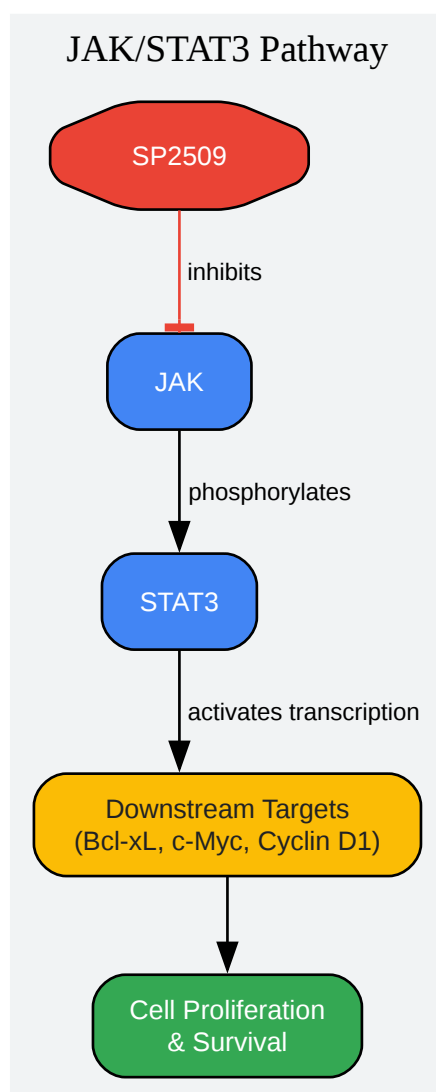 JAK/STAT3 Pathway
SP2509
inhibits
JAK
phosphorylates
STAT3
activates transcription
Downstream Targets
(Bcl-xL, c-Myc, Cyclin D1)
Cell Proliferation
& Survival